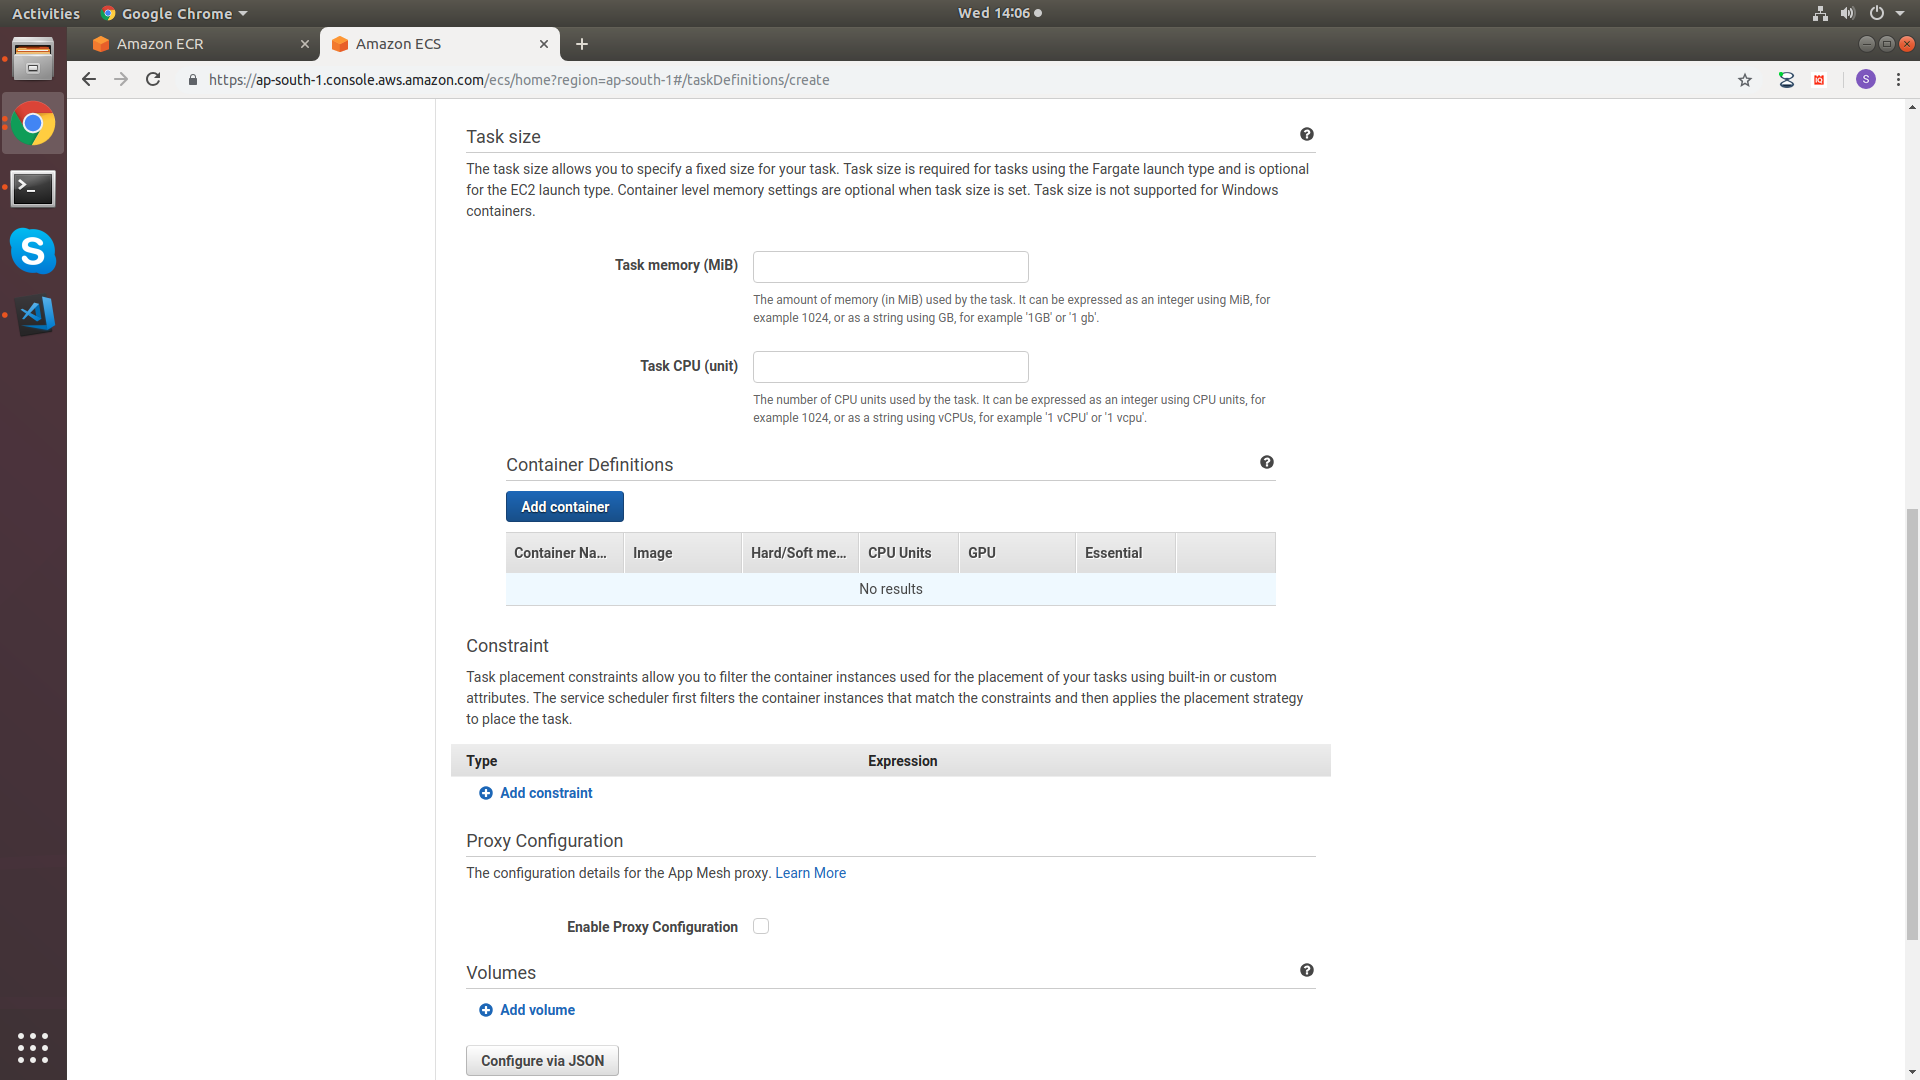 Activities
Google Chrome
Wed 14:06
Amazon ECR
Amazon ECS
https://ap-south-1.console.aws.amazon.com/ecs/home?region=ap-south-1#/taskDefinitions/create
S
Task size
The task size allows you to specify a fixed size for your task. Task size is required for tasks using the Fargate launch type and is optional
for the EC2 launch type. Container level memory settings are optional when task size is set. Task size is not supported for Windows
containers.
Task memory (MiB)
The amount of memory (in MiB) used by the task. It can be expressed as an integer using MiB, for
example 1024, or as a string using GB, for example '1GB' or '1 gb'.
Task CPU (unit)
The number of CPU units used by the task. It can be expressed as an integer using CPU units, for
example 1024, or as a string using vCPUs, for example '1 vCPU' or '1 vcpu'.
Container Definitions
Add container
Container Na... Image Hard/Soft me... CPU Units GPU Essential
No results
Constraint
Task placement constraints allow you to filter the container instances used for the placement of your tasks using built-in or custom
attributes. The service scheduler first filters the container instances that match the constraints and then applies the placement strategy
to place the task.
Type Expression
Add constraint
Proxy Configuration
The configuration details for the App Mesh proxy. Learn More
Enable Proxy Configuration
Volumes
Add volume
Configure via JSON